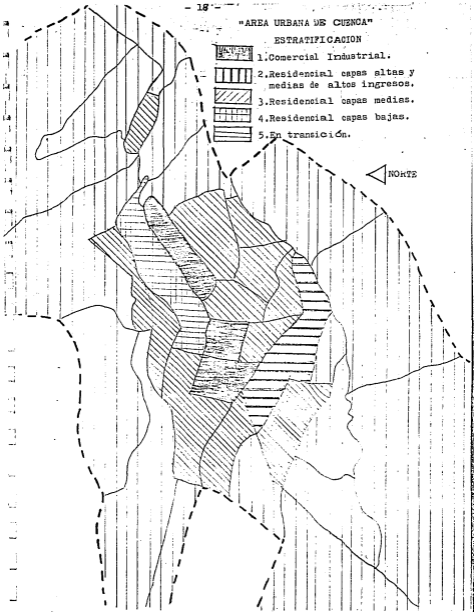 - 18 -
"AREA URBANA DE CUENCA"
ESTRATIFICACION
1.Comercial Industrial.
2.Residencial capas altas y
medias de altos ingresos.
3.Residencial capas medias.
4.Residencial capas bajas.
5.En transición.
NORTE